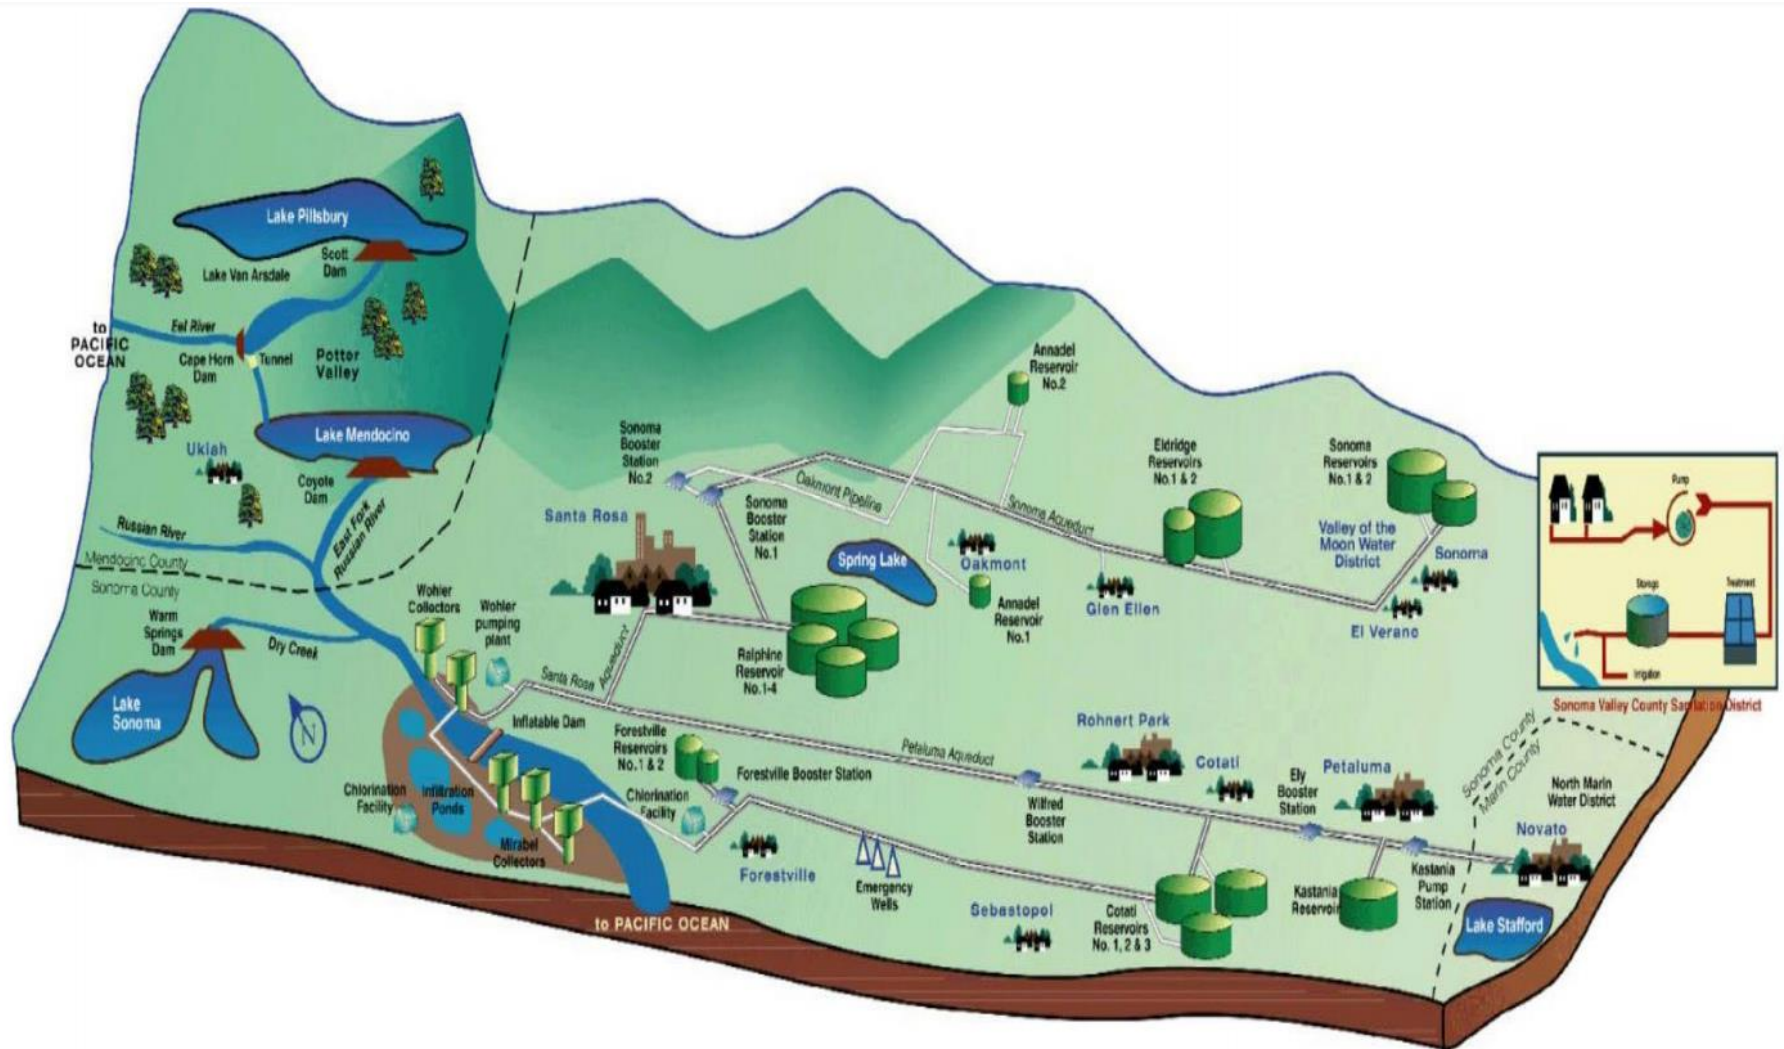 Lake Pillsbury
Scott
Dam
Lake Van Arsdale
to
PACIFIC
OCEAN
Eel River
Cape Horn
Dam
Tunnel
Potter
Valley
Lake Mendocino
Ukiah
Coyote
Dam
East Fork
Russian River
Russian River
Mendocino County
Sonoma County
Warm
Springs
Dam
Dry Creek
Lake
Sonoma
N
Wohler
Collectors
Wohler
pumping
plant
Inflatable Dam
Chlorination
Facility
Infiltration
Ponds
Mirabel
Collectors
to PACIFIC OCEAN
Sonoma
Booster
Station
No.2
Sonoma
Booster
Station
No.1
Santa Rosa
Santa Rosa Aqueduct
Ralphine
Reservoir
No.1-4
Spring Lake
Oakmont Pipeline
Annadel
Reservoir
No.2
Sonoma Aqueduct
Oakmont
Annadel
Reservoir
No.1
Glen Ellen
Eldridge
Reservoirs
No.1 & 2
Sonoma
Reservoirs
No.1 & 2
Valley of the
Moon Water
District
Sonoma
El Verano
Forestville
Reservoirs
No.1 & 2
Forestville Booster Station
Chlorination
Facility
Forestville
Emergency
Wells
Petaluma Aqueduct
Wilfred
Booster
Station
Rohnert Park
Cotati
Ely
Booster
Station
Petaluma
Sebastopol
Cotati
Reservoirs
No. 1, 2 & 3
Kastania
Reservoir
Kastania
Pump
Station
Sonoma County
Marin County
North Marin
Water District
Novato
Lake Stafford
Pump
Storage
Treatment
Irrigation
Sonoma Valley County Sanitation District